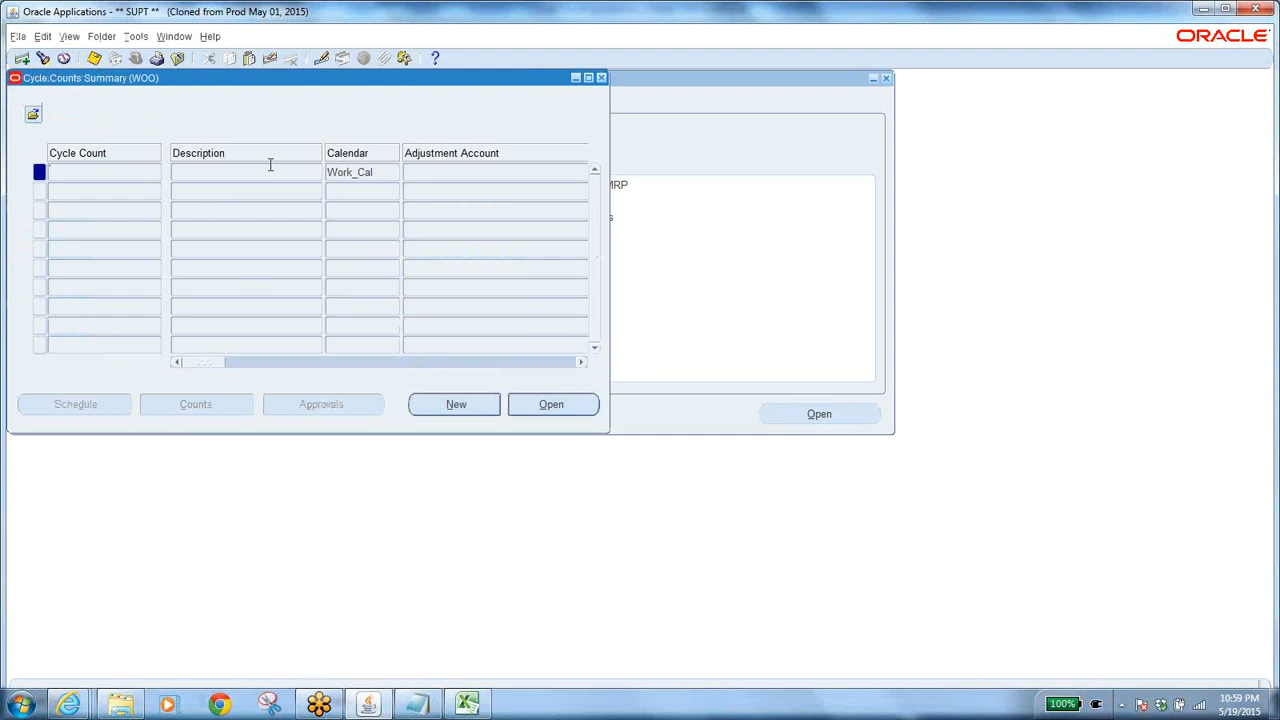 Oracle Applications - ** SUPT ** (Cloned from Prod May 01, 2015)
File Edit View Folder Tools Window Help
ORACLE
Cycle:Counts Summary (WOO)
Cycle Count Description Calendar Adjustment Account
Work_Cal
MRP
s
Schedule Counts Approvals New Open
Open
100%
10:59 PM
5/19/2015